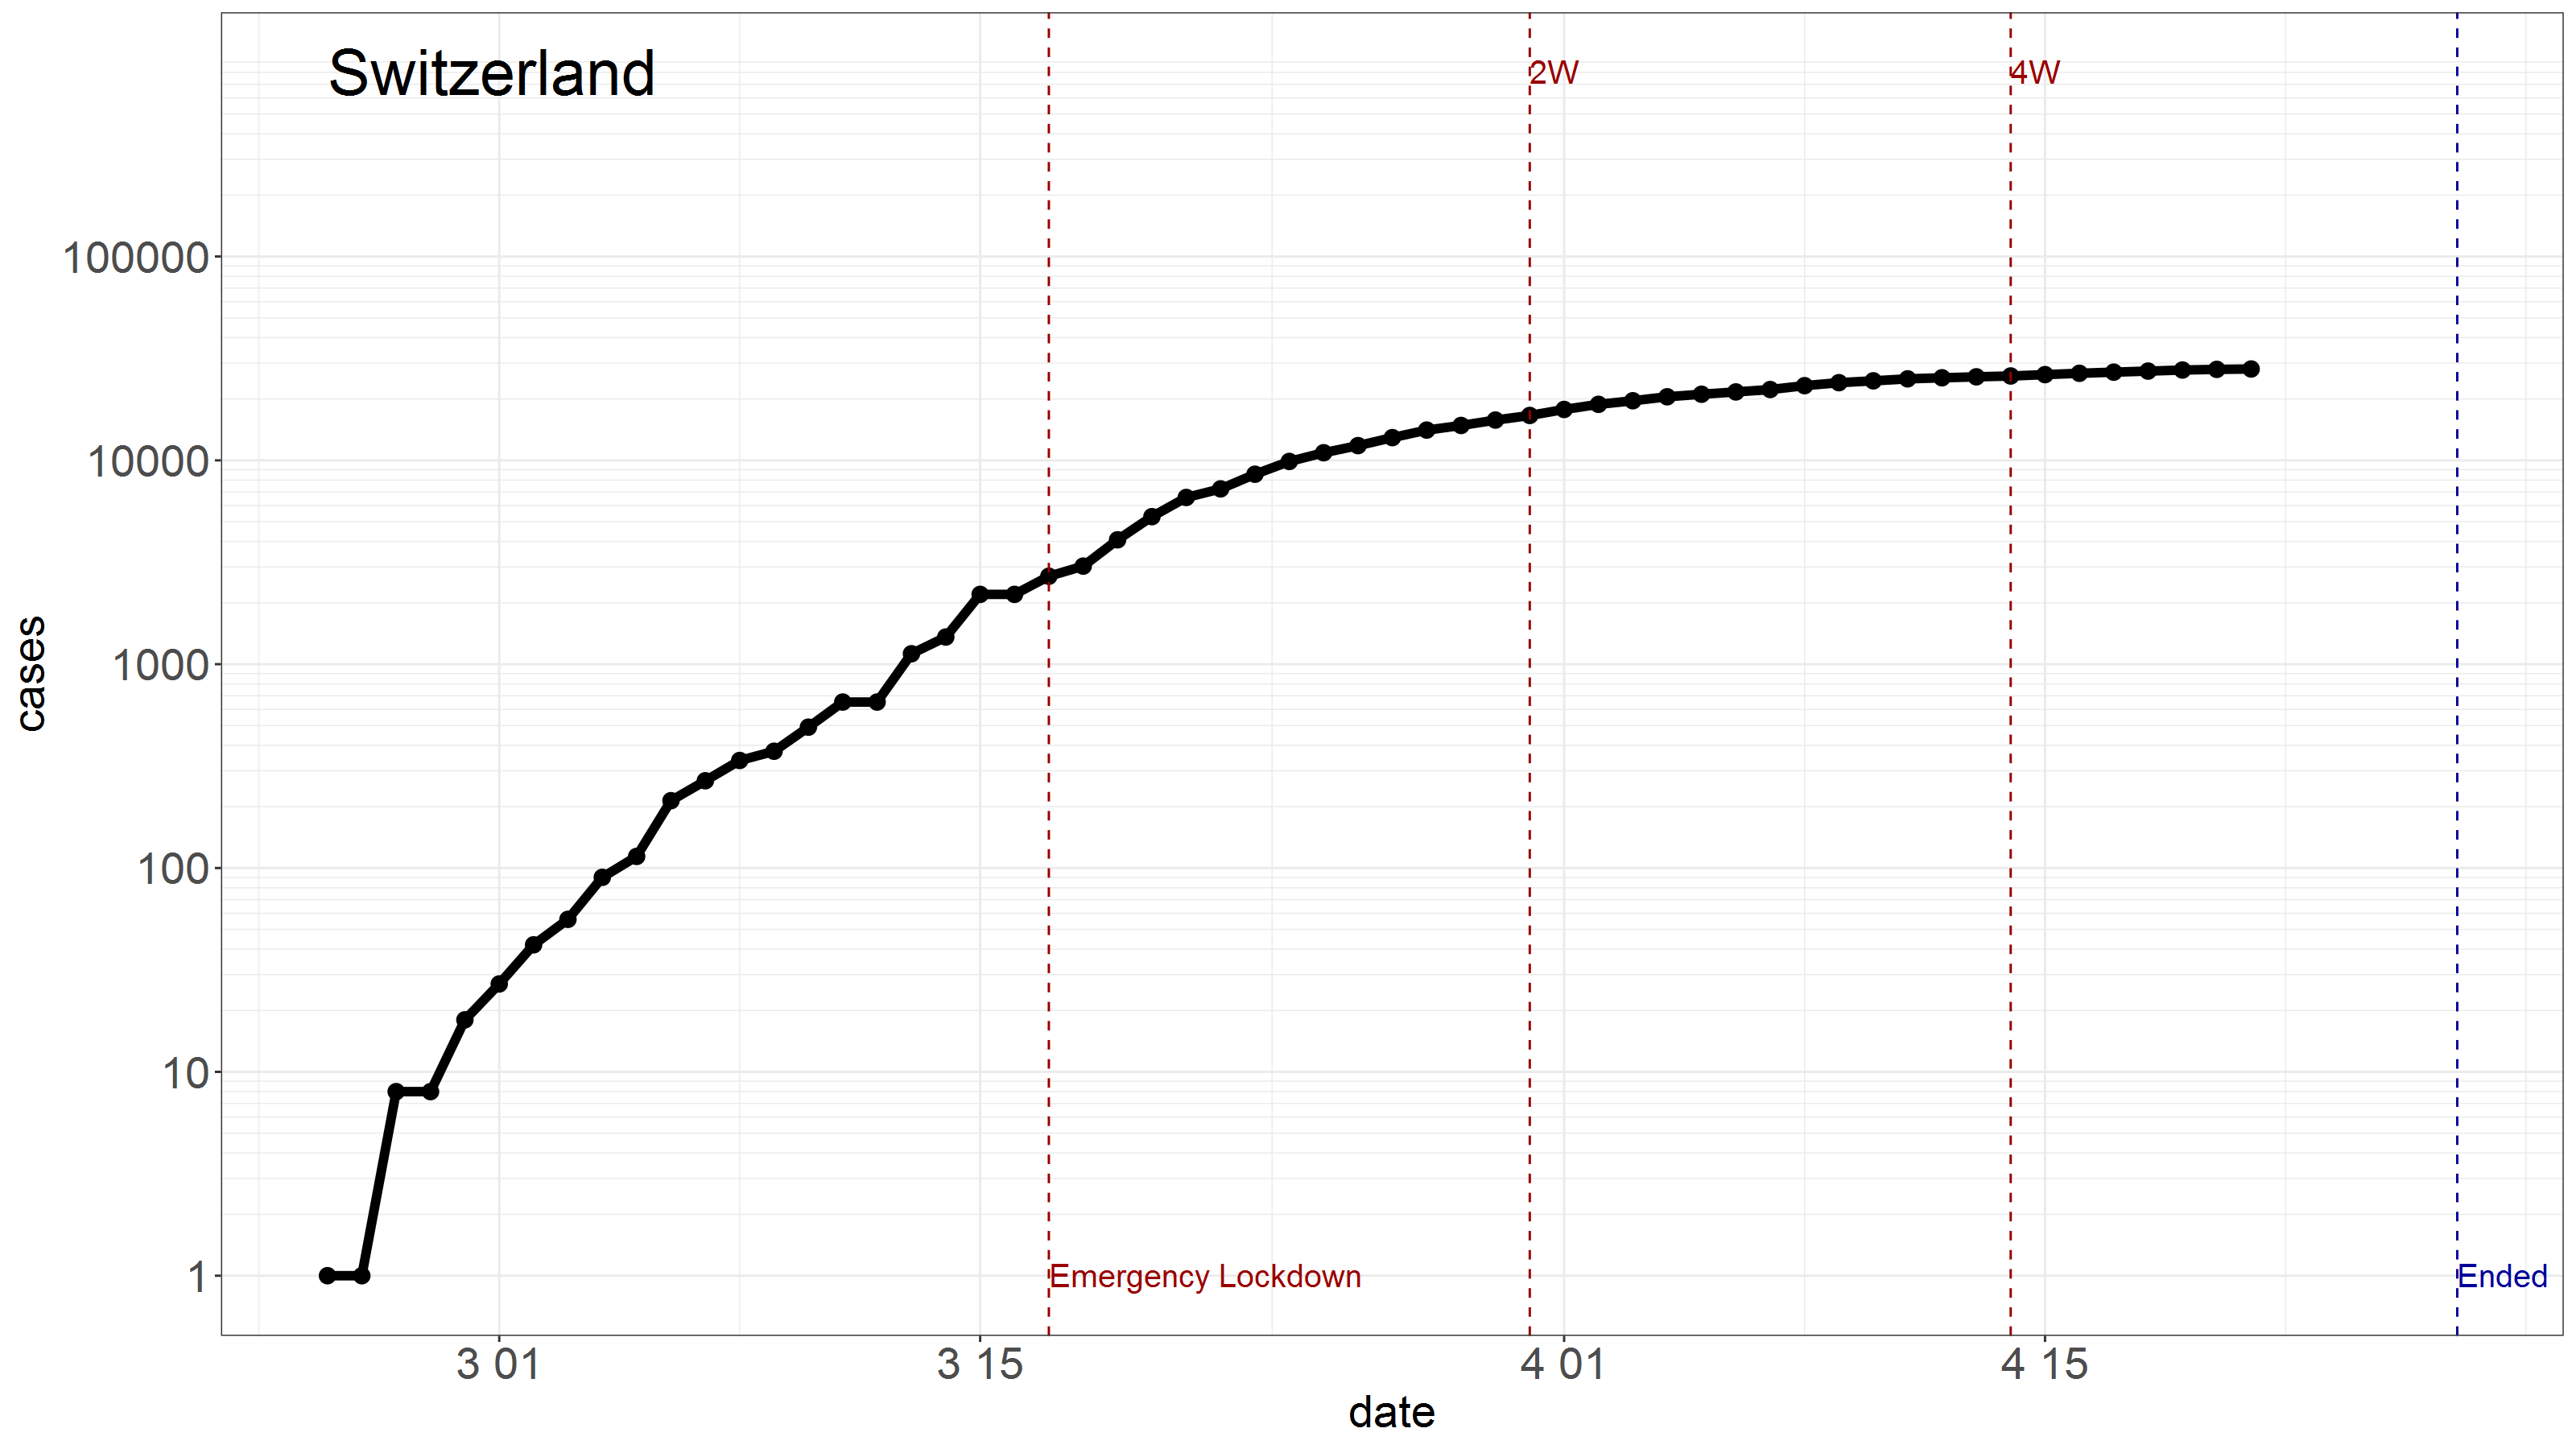 Switzerland
2W
4W
100000
10000
1000
100
10
1
cases
Emergency Lockdown
Ended
3 01
3 15
4 01
4 15
date